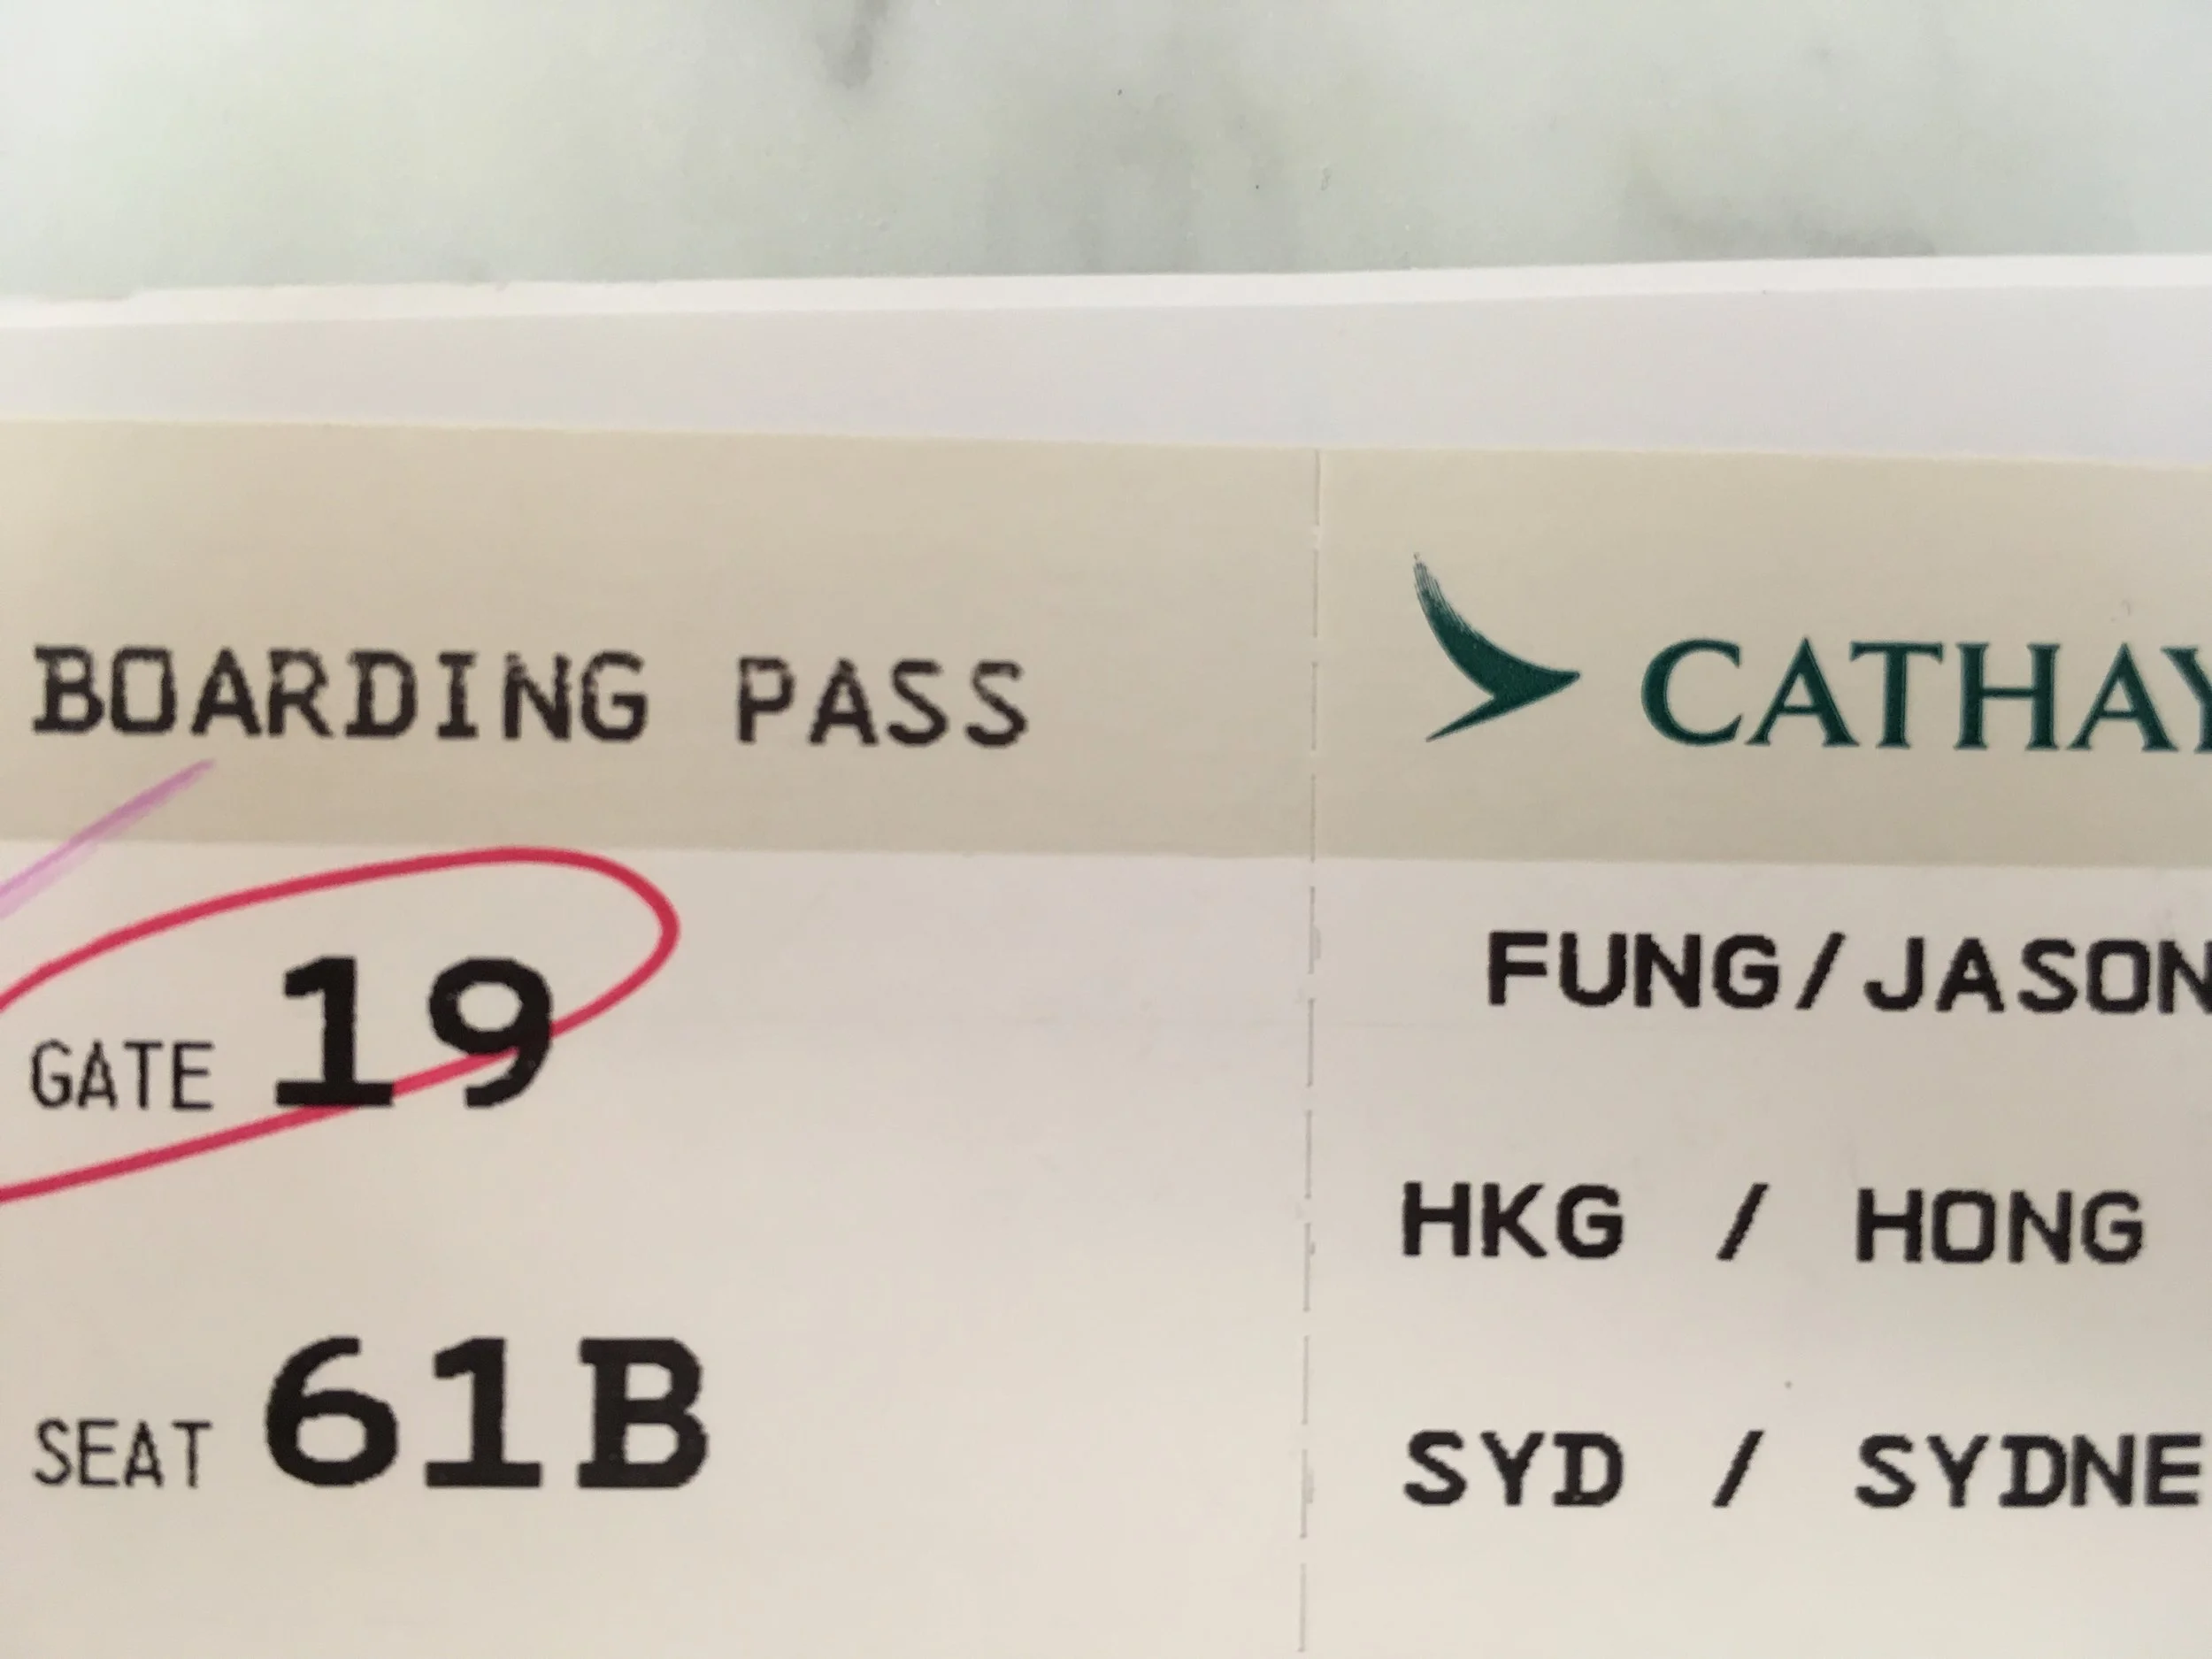 BOARDING PASS
GATE 19
SEAT 61B
CATHAY
FUNG/JASON
HKG / HONG
SYD / SYDNE